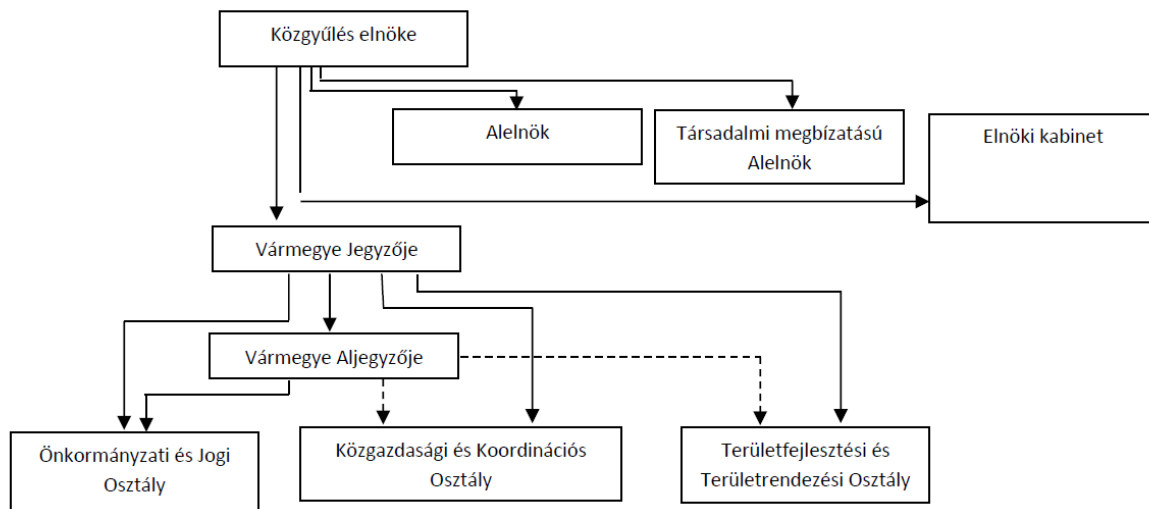 Közgyűlés elnöke
Alelnök
Társadalmi megbízatású
Alelnök
Elnöki kabinet
Vármegye Jegyzője
Vármegye Aljegyzője
Önkormányzati és Jogi
Osztály
Közgazdasági és Koordinációs
Osztály
Területfejlesztési és
Területrendezési Osztály